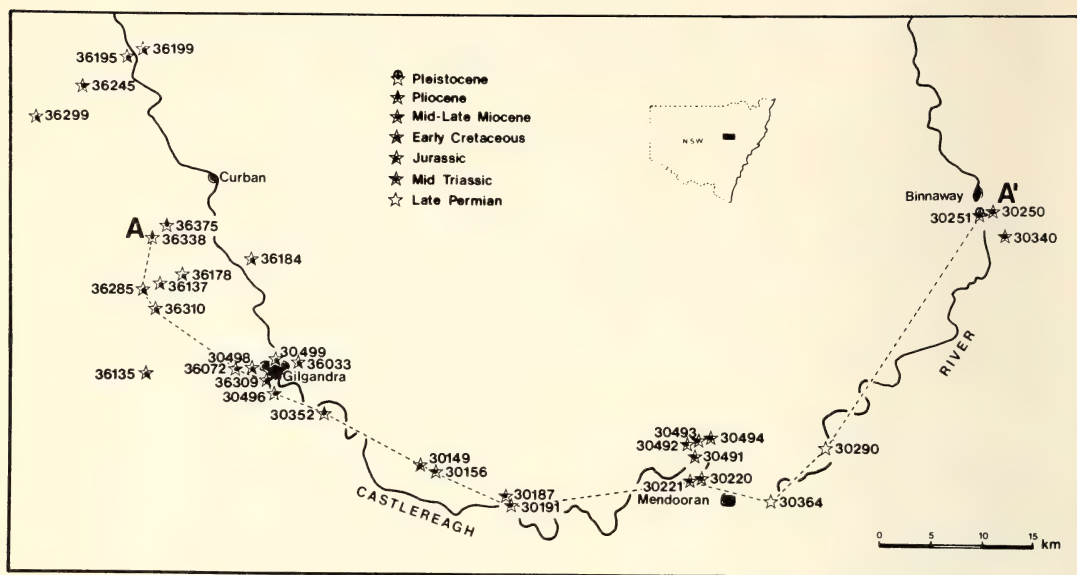 36195 36199
36245
36299
Pleistocene
Pliocene
Mid-Late Miocene
Early Cretaceous
Jurassic
Mid Triassic
Late Permian
NSW
Curban
Binnaway
A'
30251 30250
30340
A
36375
36338
36184
36178
36285 36137
36310
30498 30499
36072 36033
36135
36309 Gilgandra
30496
30352
30149
30156
30187
30191
CASTLEREAGH
RIVER
30493 30494
30492
30491
30221 30220
Mendooran
30290
30364
0 5 10 15 km